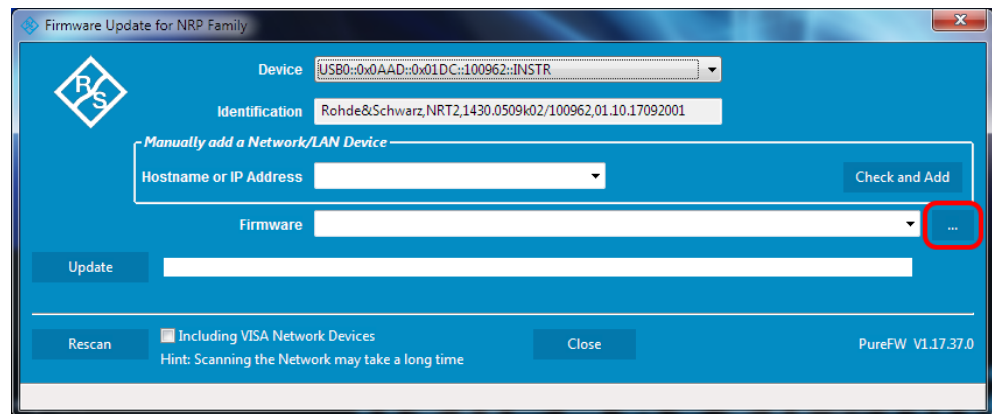 Firmware Update for NRP Family
R S
Device USB0::0x0AAD::0x01DC::100962::INSTR
Identification Rohde&Schwarz,NRT2,1430.0509k02/100962,01.10.17092001
Manually add a Network/LAN Device
Hostname or IP Address Check and Add
Firmware ...
Update
Rescan Including VISA Network Devices Close PureFW V1.17.37.0
Hint: Scanning the Network may take a long time